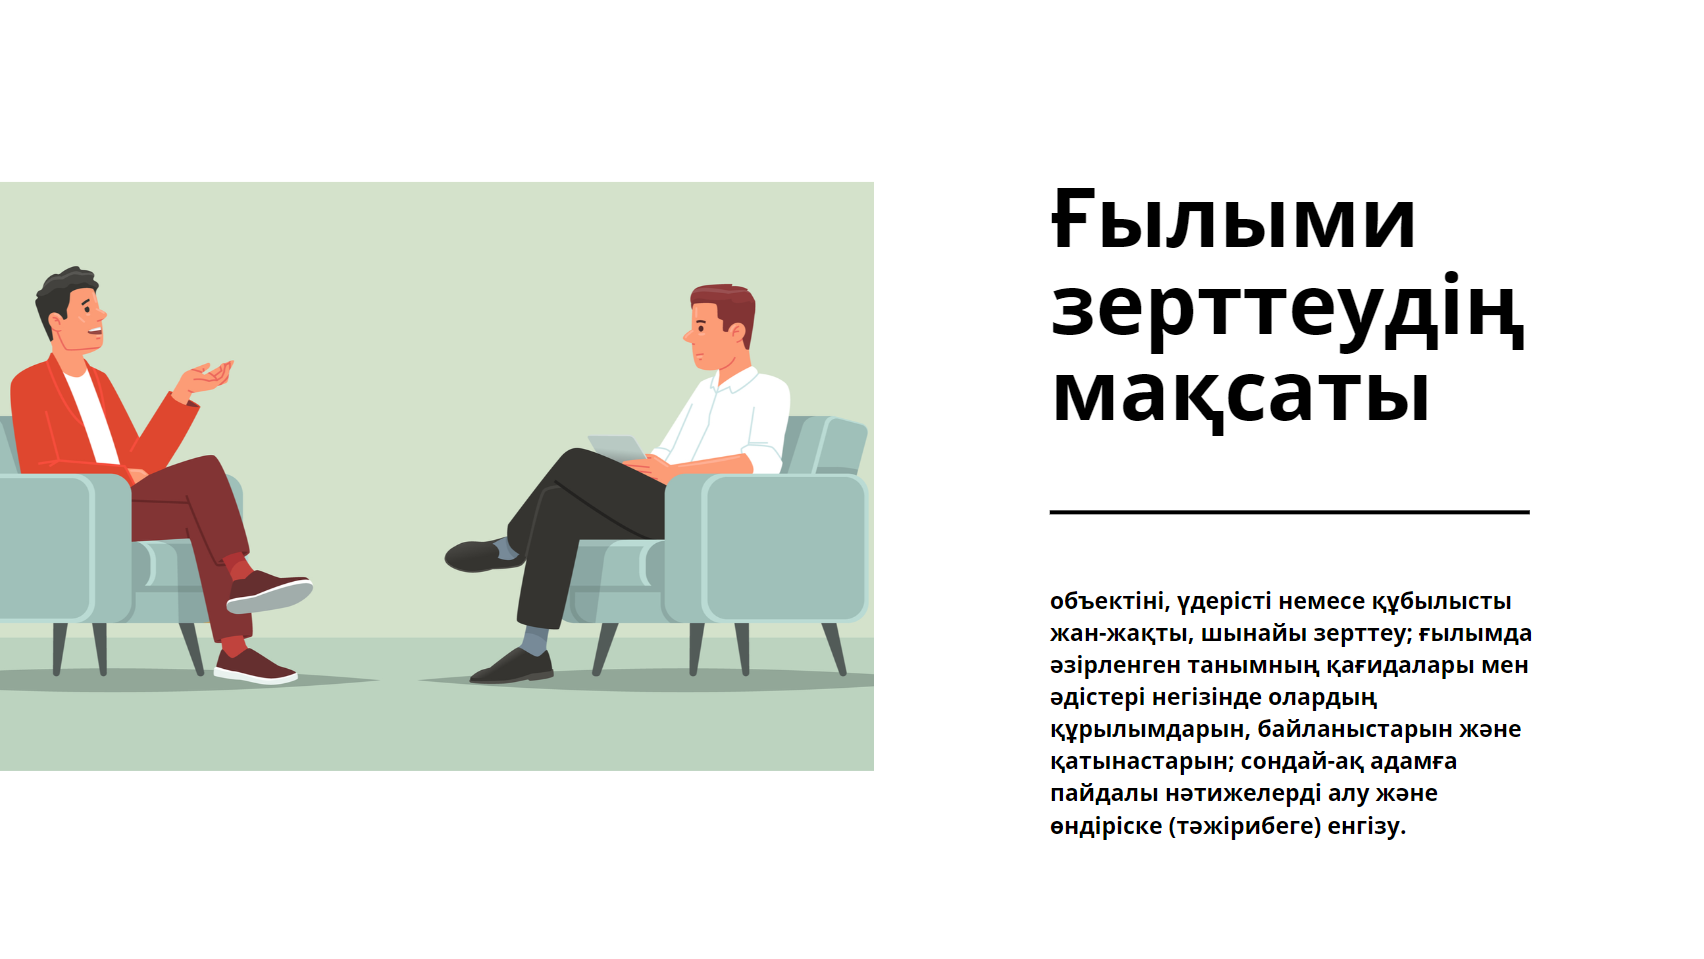 Ғылыми
зерттеудің
мақсаты
объектіні, үдерісті немесе құбылысты
жан-жақты, шынайы зерттеу; ғылымда
әзірленген танымның қағидалары мен
әдістері негізінде олардың
құрылымдарын, байланыстарын және
қатынастарын; сондай-ақ адамға
пайдалы нәтижелерді алу және
өндіріске (тәжірибеге) енгізу.